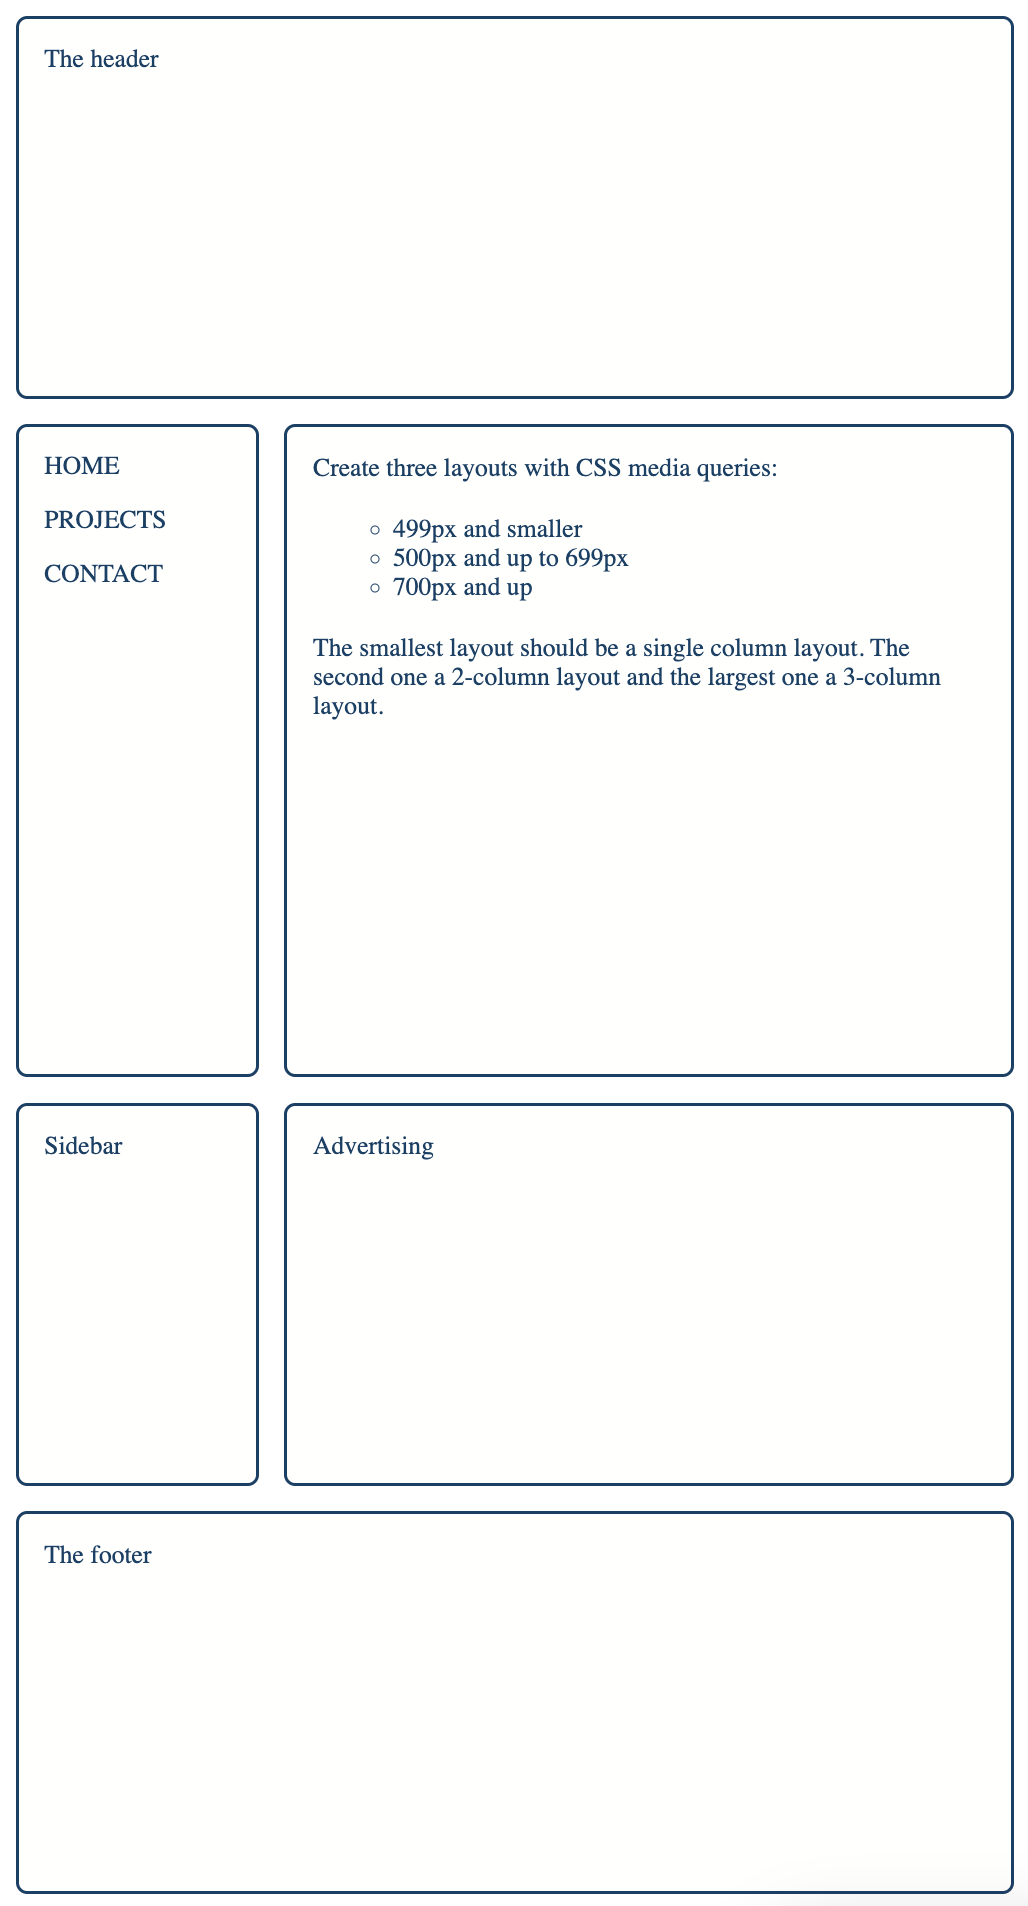 The header
HOME
PROJECTS
CONTACT
Create three layouts with CSS media queries:
499px and smaller
500px and up to 699px
700px and up
The smallest layout should be a single column layout. The
second one a 2-column layout and the largest one a 3-column
layout.
Sidebar
Advertising
The footer